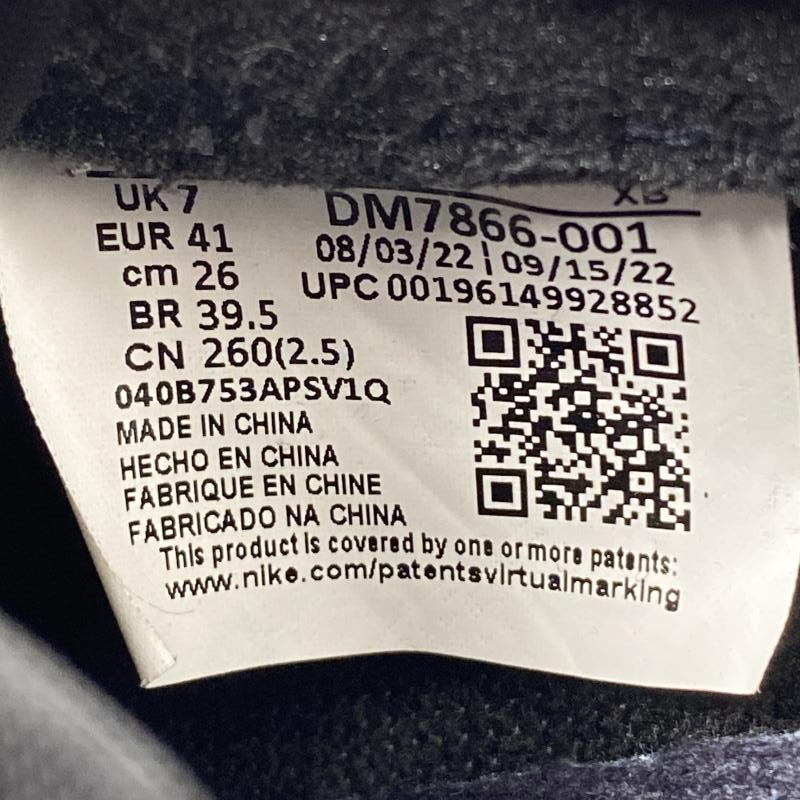 XB
UK 7
EUR 41
cm 26
BR 39.5
CN 260(2.5)
040B753APSV1Q
MADE IN CHINA
HECHO EN CHINA
FABRIQUE EN CHINE
FABRICADO NA CHINA
DM7866-001
08/03/22 | 09/15/22
UPC 00196149928852
This product is covered by one or more patents:
www.nike.com/patentsvirtualmarking